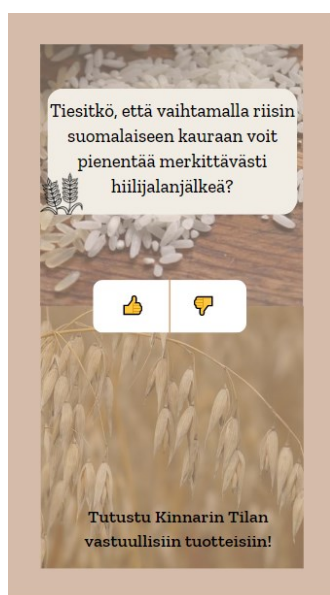 Tiesitkö, että vaihtamalla riisin
suomalaiseen kauraan voit
pienentää merkittävästi
hiilijalanjälkeä?
Tutustu Kinnarin Tilan
vastuullisiin tuotteisiin!